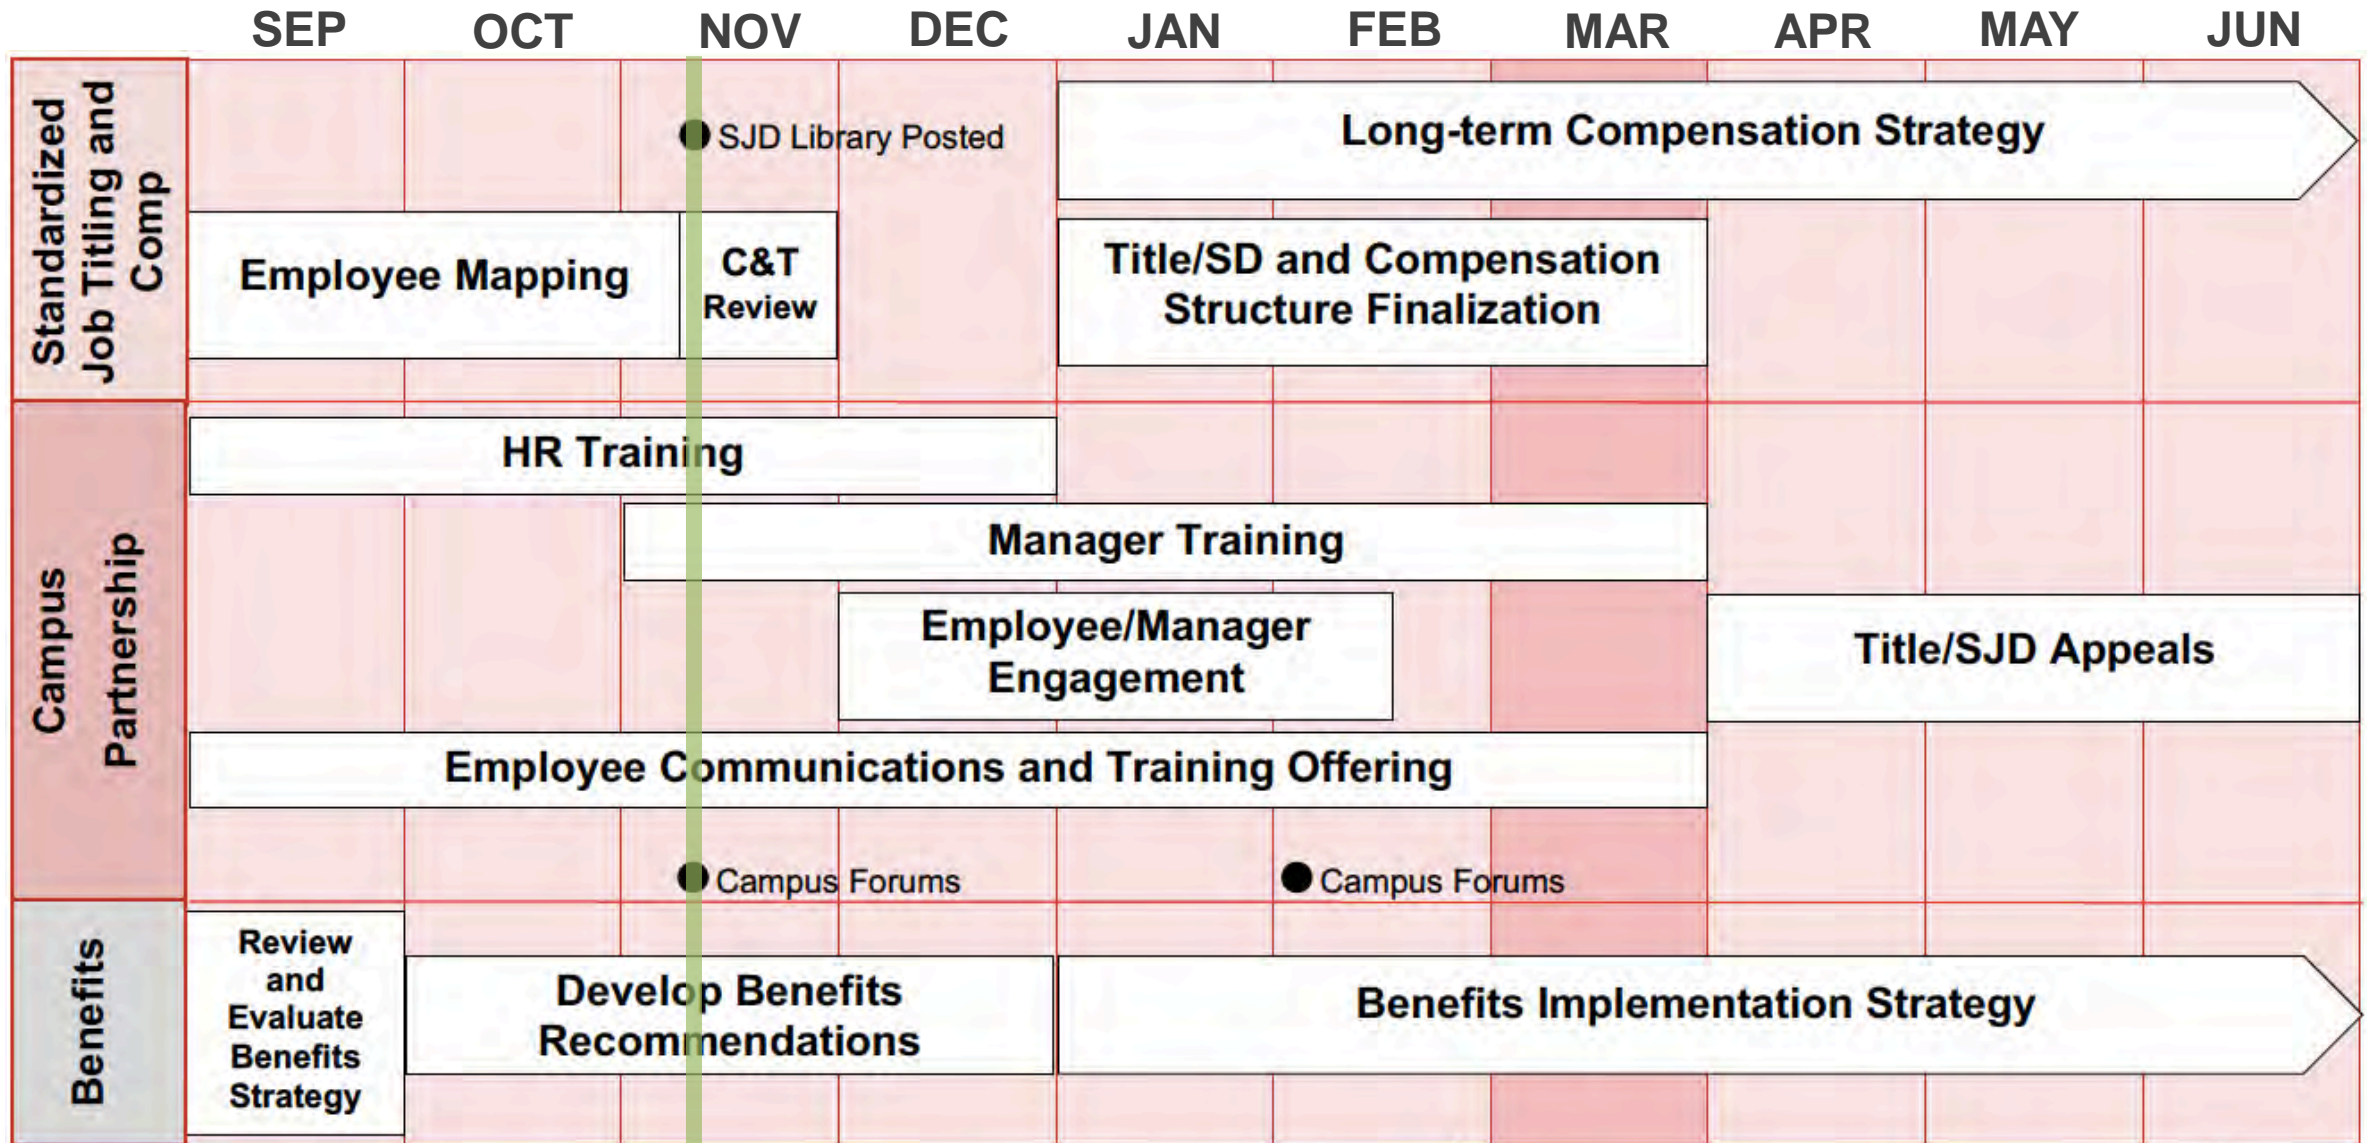 SEP OCT NOV DEC JAN FEB MAR APR MAY JUN
Standardized
Job Titling and
Comp
SJD Library Posted
Long-term Compensation Strategy
Employee Mapping
C&T
Review
Title/SD and Compensation
Structure Finalization
Campus
Partnership
HR Training
Manager Training
Employee/Manager
Engagement
Title/SJD Appeals
Employee Communications and Training Offering
Campus Forums
Campus Forums
Benefits
Review
and
Evaluate
Benefits
Strategy
Develop Benefits
Recommendations
Benefits Implementation Strategy